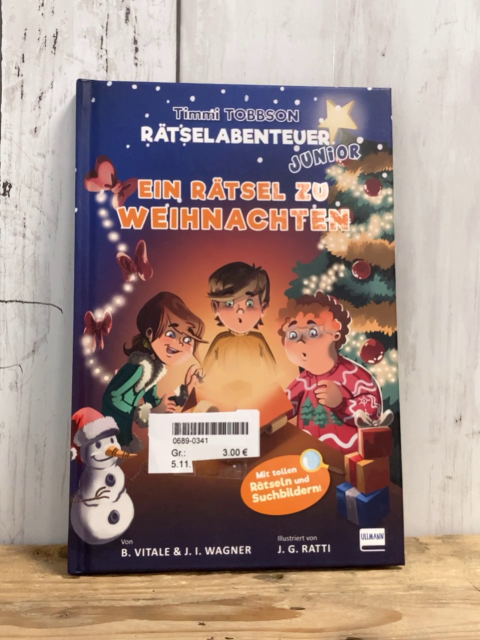 Timmi TOBBSON
RÄTSELABENTEUER
JUNIOR
EIN RÄTSEL ZU
WEIHNACHTEN
0689-0341
Gr.: 3.00 €
5.11.
Mit tollen
Rätseln und
Suchbildern!
Von
B. VITALE & J. I. WAGNER
Illustriert von
J. G. RATTI
ULLMANN